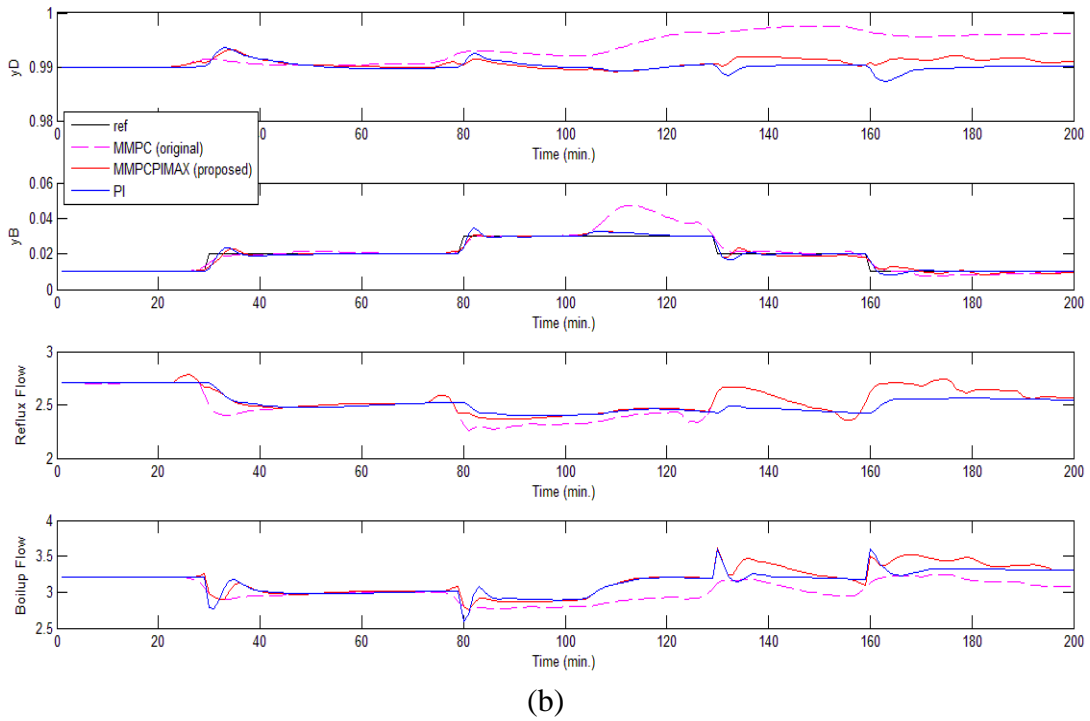 1
0.99
0.98
yD
0 20 40 60 80 100 120 140 160 180 200
Time (min.)
ref
MMPC (original)
MMPCPIMAX (proposed)
PI
0.06
0.04
0.02
0
yB
0 20 40 60 80 100 120 140 160 180 200
Time (min.)
3
2.5
2
Reflux Flow
0 20 40 60 80 100 120 140 160 180 200
Time (min.)
4
3.5
3
2.5
Boilup Flow
0 20 40 60 80 100 120 140 160 180 200
Time (min.)
(b)